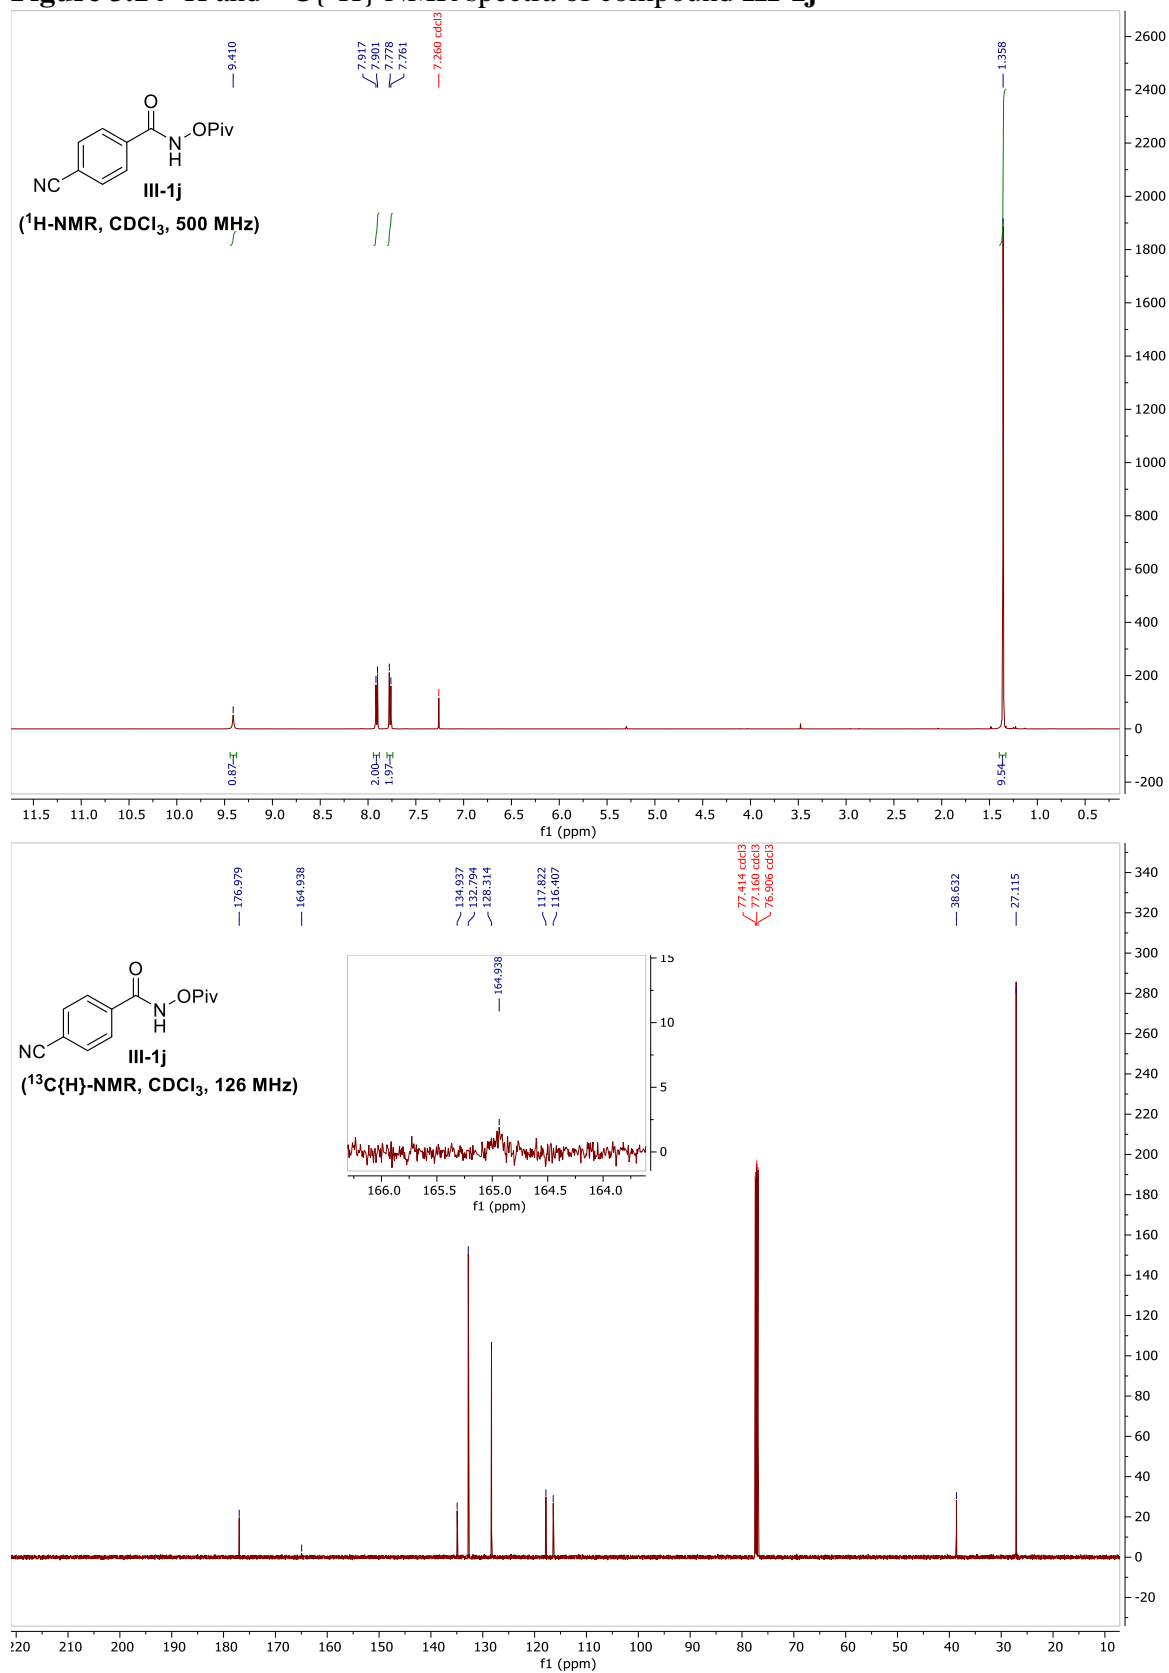 Figure 3.14 ¹H and ¹³C{¹H} NMR spectra of compound III-1j
9.410
7.917
7.901
7.778
7.761
7.260 cdcl3
1.358
O
OPiv
N
H
NC
III-1j
(¹H-NMR, CDCl₃, 500 MHz)
2600
2400
2200
2000
1800
1600
1400
1200
1000
800
600
400
200
0
-200
0.87
2.00
1.97
9.54
11.5 11.0 10.5 10.0 9.5 9.0 8.5 8.0 7.5 7.0 6.5 6.0 5.5 5.0 4.5 4.0 3.5 3.0 2.5 2.0 1.5 1.0 0.5
f1 (ppm)
176.979
164.938
134.937
132.794
128.314
117.822
116.407
77.414 cdcl3
77.160 cdcl3
76.906 cdcl3
38.632
27.115
O
OPiv
N
H
NC
III-1j
(¹³C{H}-NMR, CDCl₃, 126 MHz)
164.938
15
10
5
0
166.0 165.5 165.0 164.5 164.0
f1 (ppm)
340
320
300
280
260
240
220
200
180
160
140
120
100
80
60
40
20
0
-20
220 210 200 190 180 170 160 150 140 130 120 110 100 90 80 70 60 50 40 30 20 10
f1 (ppm)